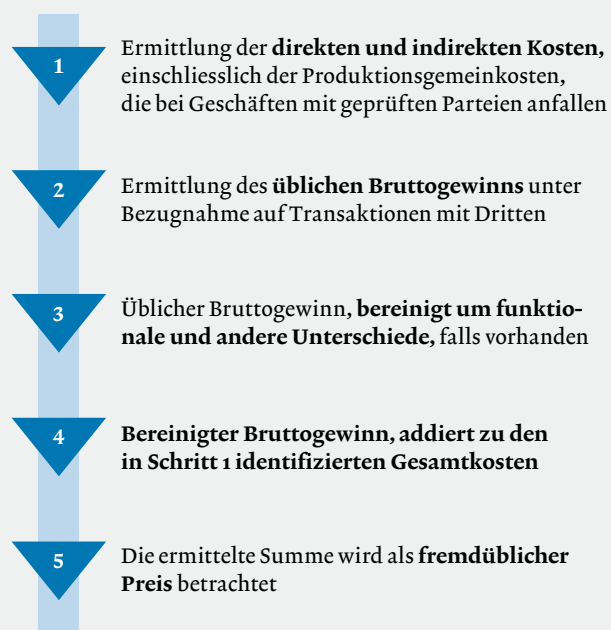 1
Ermittlung der direkten und indirekten Kosten,
einschliesslich der Produktionsgemeinkosten,
die bei Geschäften mit geprüften Parteien anfallen
2
Ermittlung des üblichen Bruttogewinns unter
Bezugnahme auf Transaktionen mit Dritten
3
Üblicher Bruttogewinn, bereinigt um funktio-
nale und andere Unterschiede, falls vorhanden
4
Bereinigter Bruttogewinn, addiert zu den
in Schritt 1 identifizierten Gesamtkosten
5
Die ermittelte Summe wird als fremdüblicher
Preis betrachtet